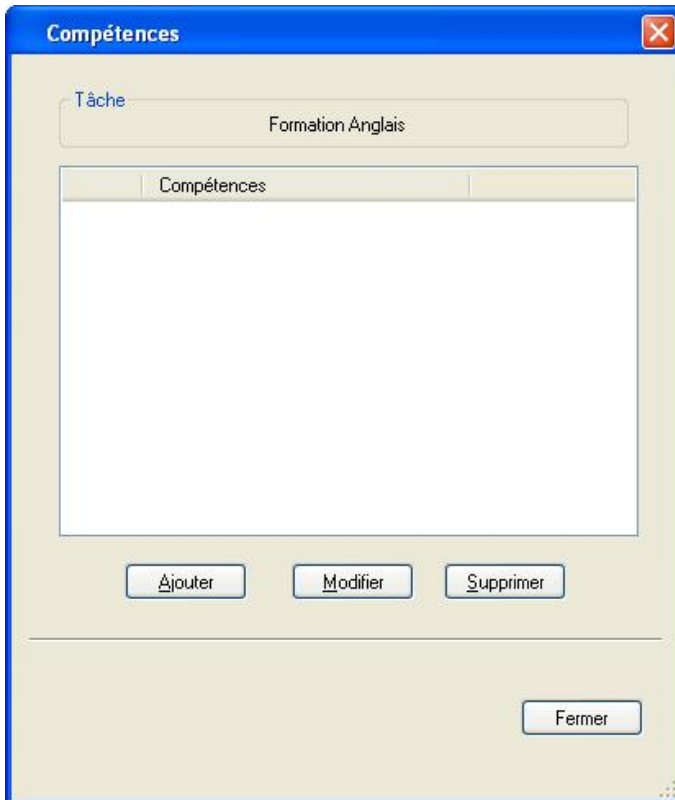 Compétences
Tâche
Formation Anglais
Compétences
Ajouter Modifier Supprimer
Fermer